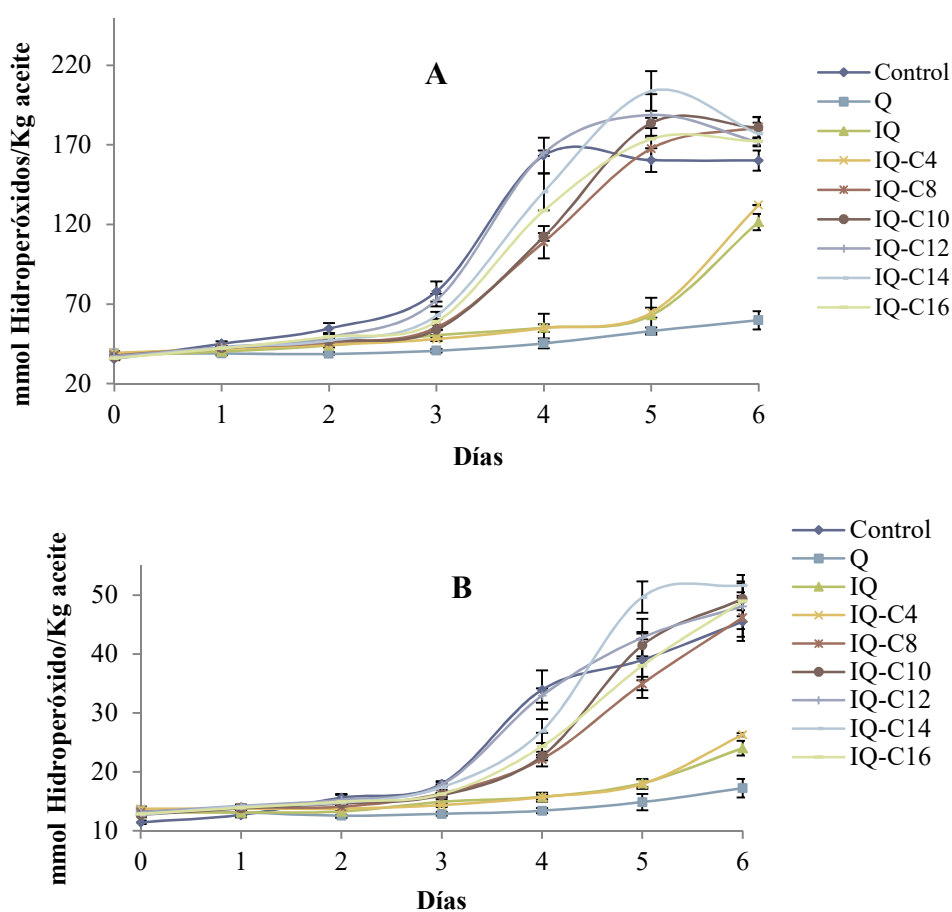 A
mmol Hidroperóxidos/Kg aceite
220
170
120
70
20
0 1 2 3 4 5 6
Días
Control
Q
IQ
IQ-C4
IQ-C8
IQ-C10
IQ-C12
IQ-C14
IQ-C16
B
mmol Hidroperóxido/Kg aceite
50
40
30
20
10
0 1 2 3 4 5 6
Días
Control
Q
IQ
IQ-C4
IQ-C8
IQ-C10
IQ-C12
IQ-C14
IQ-C16